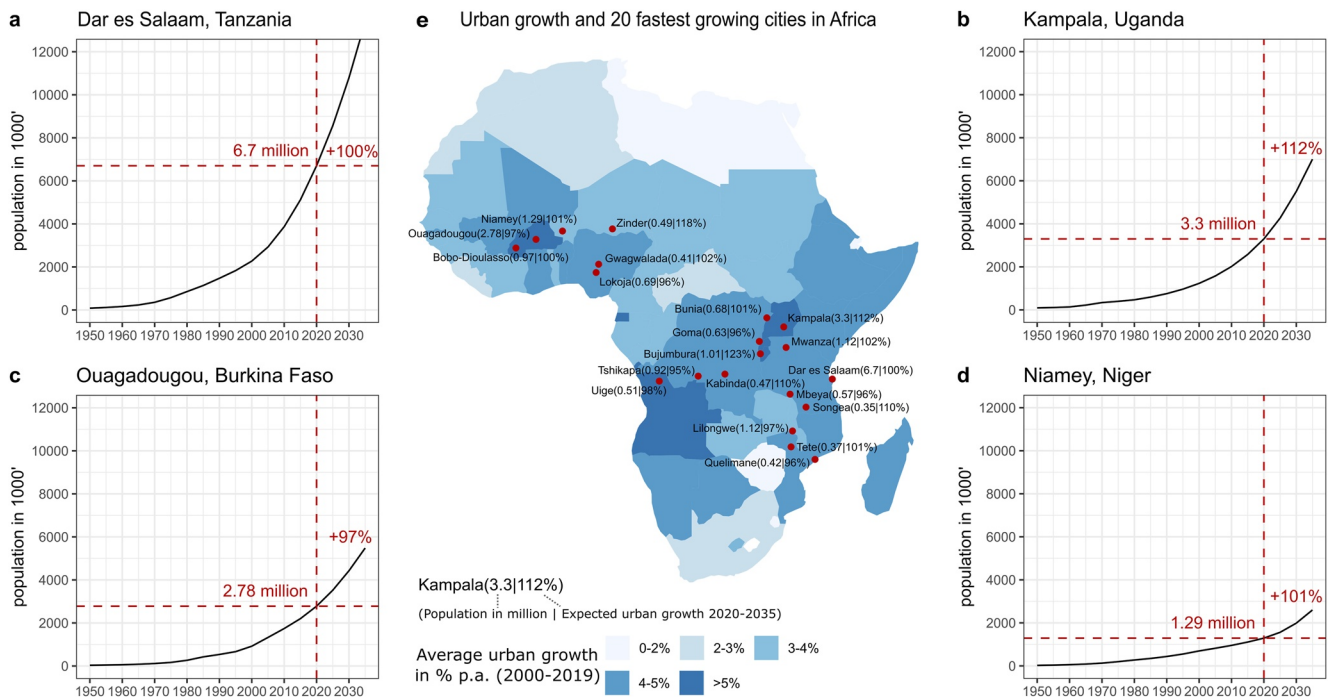 a Dar es Salaam, Tanzania
population in 1000'
12000
10000
8000
6000
4000
2000
0
6.7 million
+100%
1950 1960 1970 1980 1990 2000 2010 2020 2030
c Ouagadougou, Burkina Faso
population in 1000'
12000
10000
8000
6000
4000
2000
0
2.78 million
+97%
1950 1960 1970 1980 1990 2000 2010 2020 2030
e Urban growth and 20 fastest growing cities in Africa
Niamey(1.29|101%)
Zinder(0.49|118%)
Ouagadougou(2.78|97%)
Bobo-Dioulasso(0.97|100%)
Gwagwalada(0.41|102%)
Lokoja(0.69|96%)
Bunia(0.68|101%)
Kampala(3.3|112%)
Goma(0.63|96%)
Mwanza(1.12|102%)
Bujumbura(1.01|123%)
Tshikapa(0.92|95%)
Dar es Salaam(6.7|100%)
Uige(0.51|98%)
Kabinda(0.47|110%)
Mbeya(0.57|96%)
Songea(0.35|110%)
Lilongwe(1.12|97%)
Tete(0.37|101%)
Quelimane(0.42|96%)
Kampala(3.3|112%)
(Population in million | Expected urban growth 2020-2035)
Average urban growth
in % p.a. (2000-2019)
0-2%
2-3%
3-4%
4-5%
>5%
b Kampala, Uganda
population in 1000'
12000
10000
8000
6000
4000
2000
0
3.3 million
+112%
1950 1960 1970 1980 1990 2000 2010 2020 2030
d Niamey, Niger
population in 1000'
12000
10000
8000
6000
4000
2000
0
1.29 million
+101%
1950 1960 1970 1980 1990 2000 2010 2020 2030